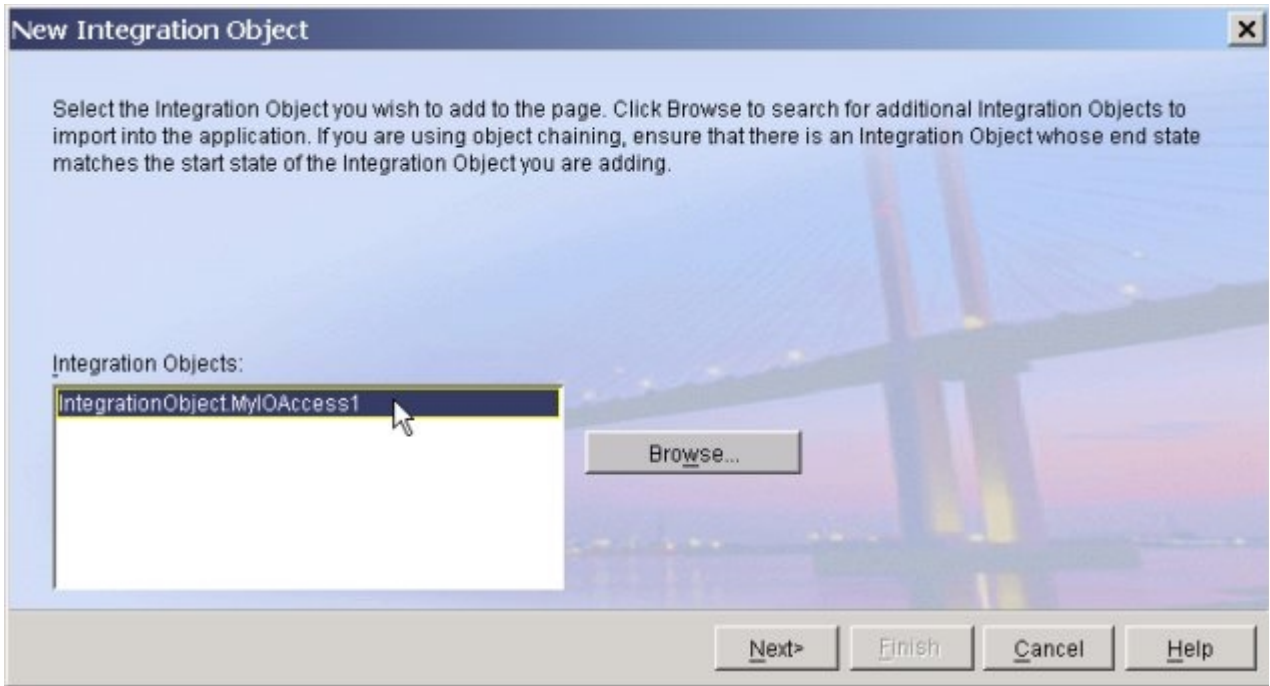 New Integration Object
Select the Integration Object you wish to add to the page. Click Browse to search for additional Integration Objects to
import into the application. If you are using object chaining, ensure that there is an Integration Object whose end state
matches the start state of the Integration Object you are adding.
Integration Objects:
IntegrationObject.MyIOAccess1
Browse...
Next>
Finish
Cancel
Help